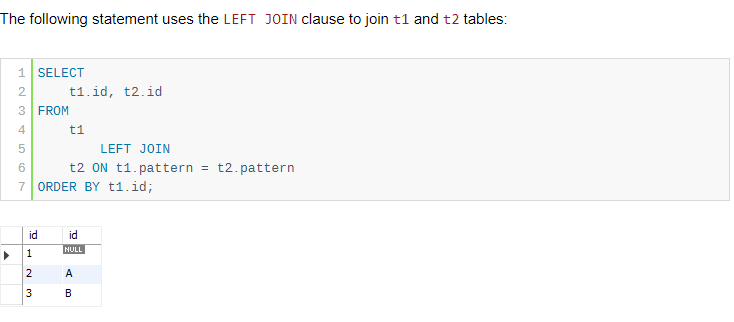 The following statement uses the LEFT JOIN clause to join t1 and t2 tables:
1 SELECT
2     t1.id, t2.id
3 FROM
4     t1
5         LEFT JOIN
6     t2 ON t1.pattern = t2.pattern
7 ORDER BY t1.id;
id id
1 NULL
2 A
3 B